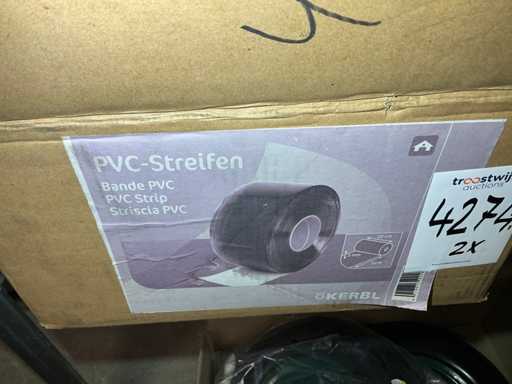 PVC-Streifen
Bande PVC
PVC Strip
Striscia PVC
KERBL
troostwijk
auctions
4274
2x